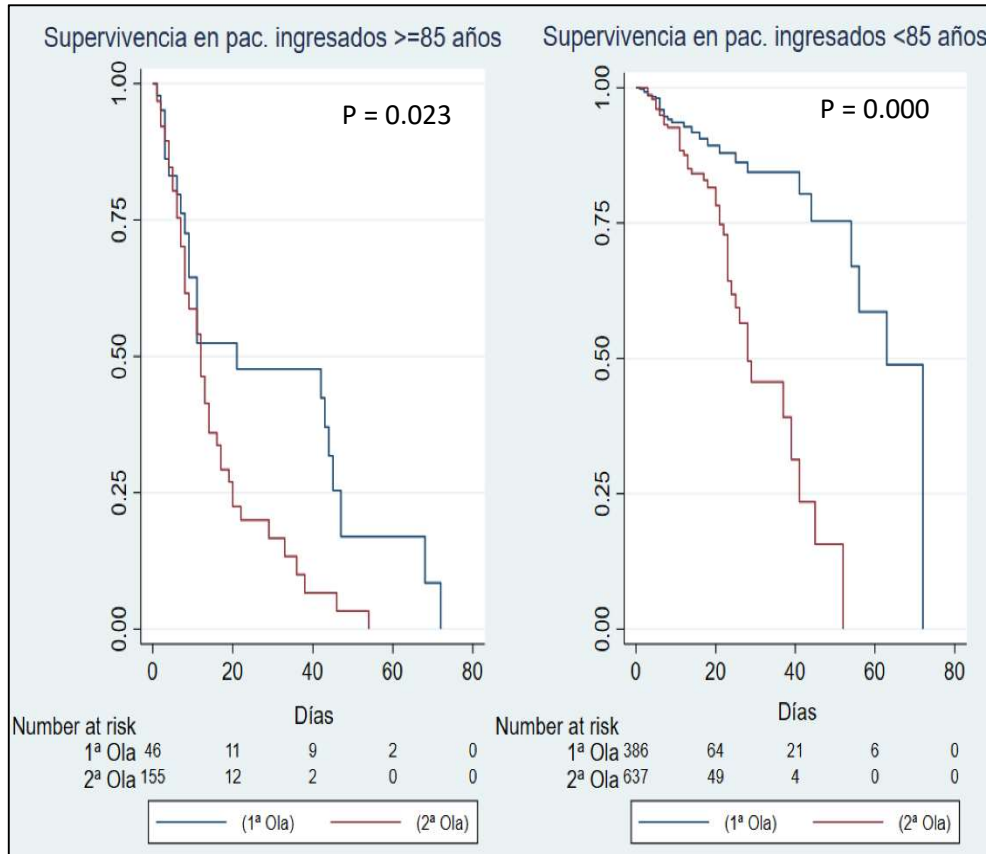 Supervivencia en pac. ingresados >=85 años
P = 0.023
1.00
0.75
0.50
0.25
0.00
0 20 40 60 80
Días
Number at risk
1ª Ola 46 11 9 2 0
2ª Ola 155 12 2 0 0
(1ª Ola) (2ª Ola)
Supervivencia en pac. ingresados <85 años
P = 0.000
1.00
0.75
0.50
0.25
0.00
0 20 40 60 80
Días
Number at risk
1ª Ola 386 64 21 6 0
2ª Ola 637 49 4 0 0
(1ª Ola) (2ª Ola)